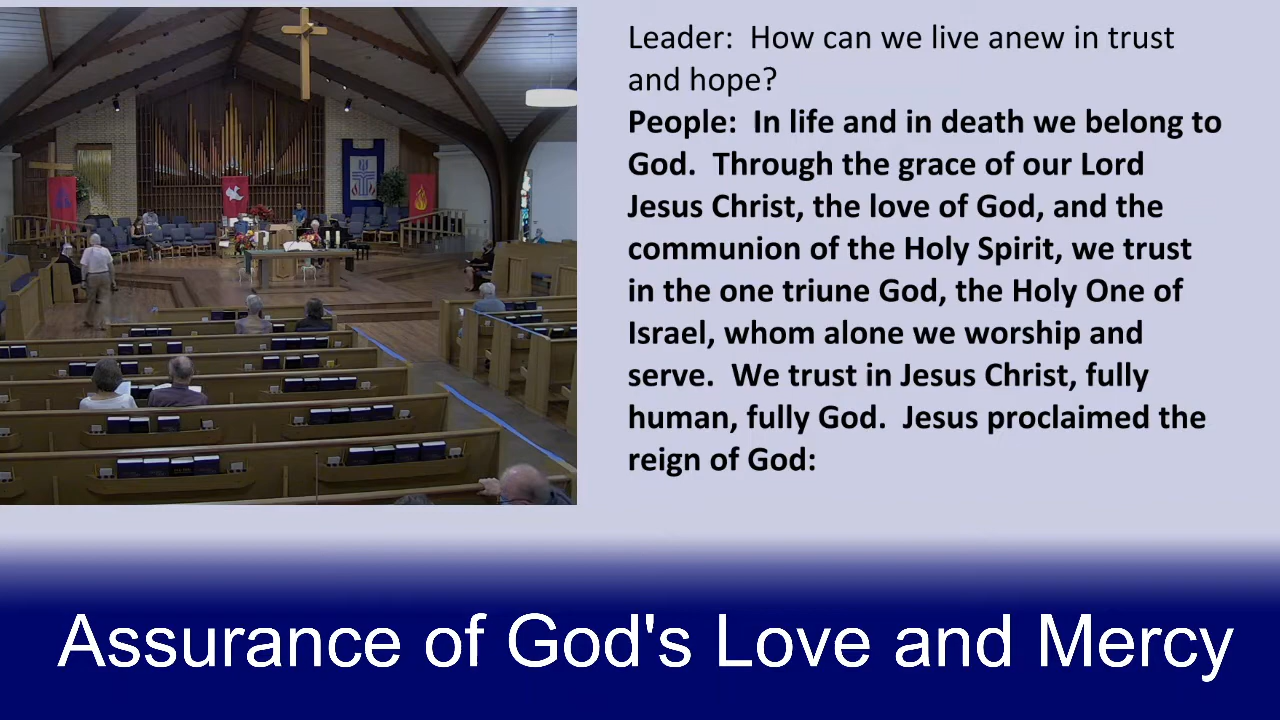 Leader:  How can we live anew in trust
and hope?
People:  In life and in death we belong to
God.  Through the grace of our Lord
Jesus Christ, the love of God, and the
communion of the Holy Spirit, we trust
in the one triune God, the Holy One of
Israel, whom alone we worship and
serve.  We trust in Jesus Christ, fully
human, fully God.  Jesus proclaimed the
reign of God:
Assurance of God's Love and Mercy